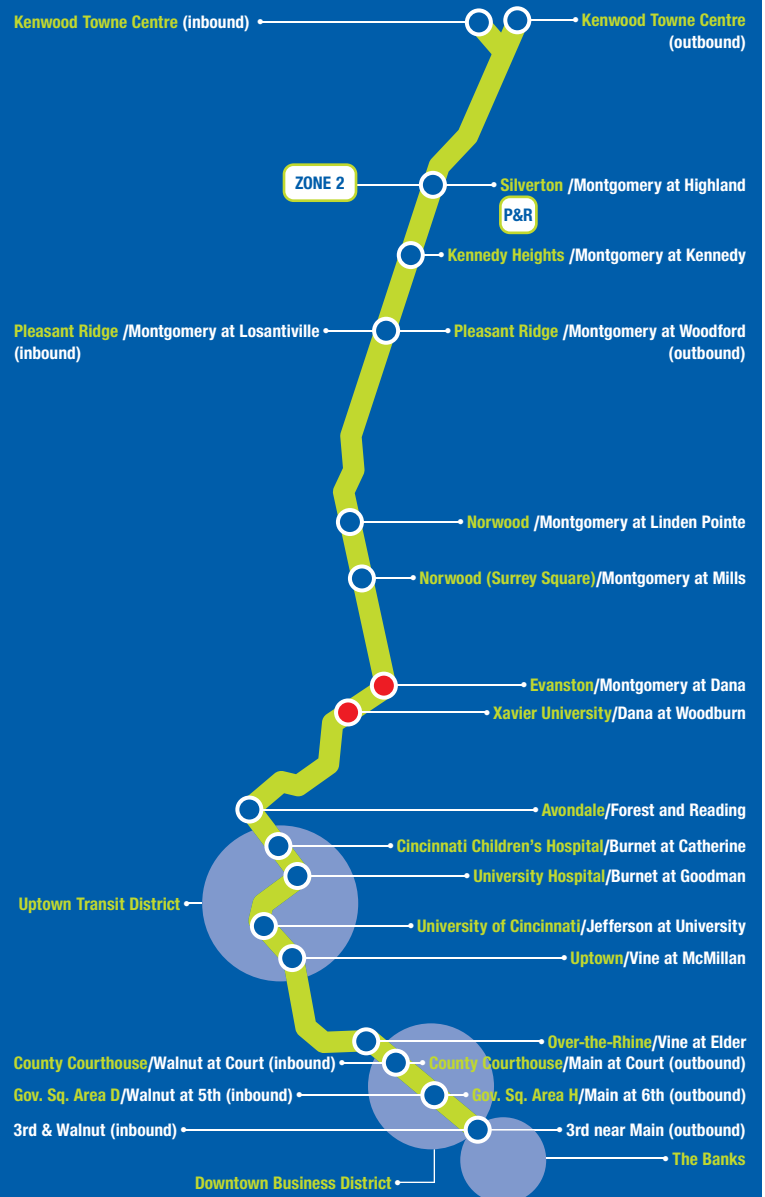 Kenwood Towne Centre (inbound)
Kenwood Towne Centre
(outbound)
ZONE 2
Silverton /Montgomery at Highland
P&R
Kennedy Heights /Montgomery at Kennedy
Pleasant Ridge /Montgomery at Losantiville
(inbound)
Pleasant Ridge /Montgomery at Woodford
(outbound)
Norwood /Montgomery at Linden Pointe
Norwood (Surrey Square)/Montgomery at Mills
Evanston/Montgomery at Dana
Xavier University/Dana at Woodburn
Avondale/Forest and Reading
Cincinnati Children's Hospital/Burnet at Catherine
University Hospital/Burnet at Goodman
Uptown Transit District
University of Cincinnati/Jefferson at University
Uptown/Vine at McMillan
Over-the-Rhine/Vine at Elder
County Courthouse/Walnut at Court (inbound)
County Courthouse/Main at Court (outbound)
Gov. Sq. Area D/Walnut at 5th (inbound)
Gov. Sq. Area H/Main at 6th (outbound)
3rd & Walnut (inbound)
3rd near Main (outbound)
The Banks
Downtown Business District